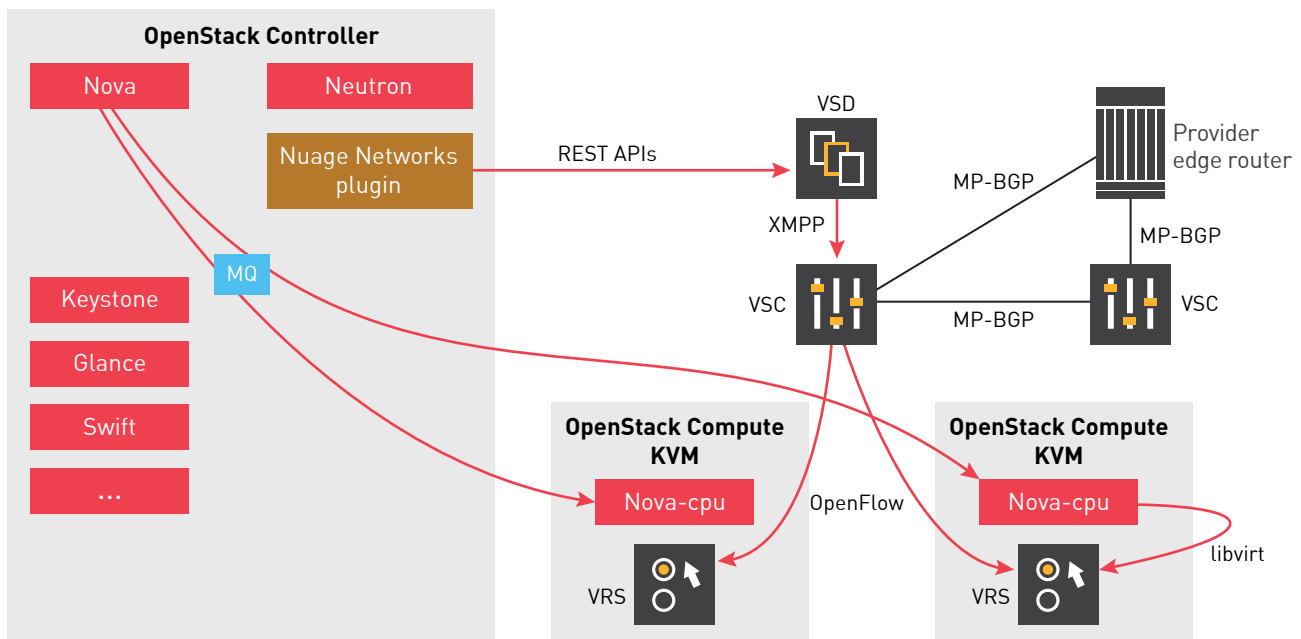 OpenStack Controller
Nova
Neutron
Nuage Networks
plugin
REST APIs
VSD
Provider
edge router
MP-BGP
XMPP
MP-BGP
MQ
Keystone
VSC
MP-BGP
VSC
Glance
Swift
...
OpenStack Compute
KVM
Nova-cpu
VRS
OpenFlow
OpenStack Compute
KVM
Nova-cpu
libvirt
VRS